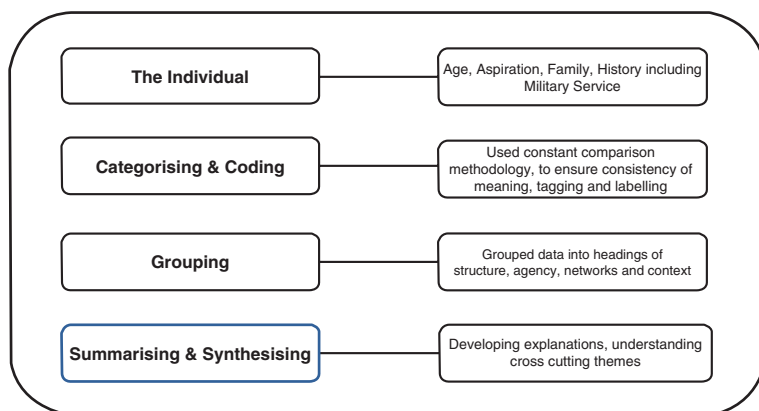 The Individual
Age, Aspiration, Family, History including
Military Service
Categorising & Coding
Used constant comparison
methodology, to ensure consistency of
meaning, tagging and labelling
Grouping
Grouped data into headings of
structure, agency, networks and context
Summarising & Synthesising
Developing explanations, understanding
cross cutting themes